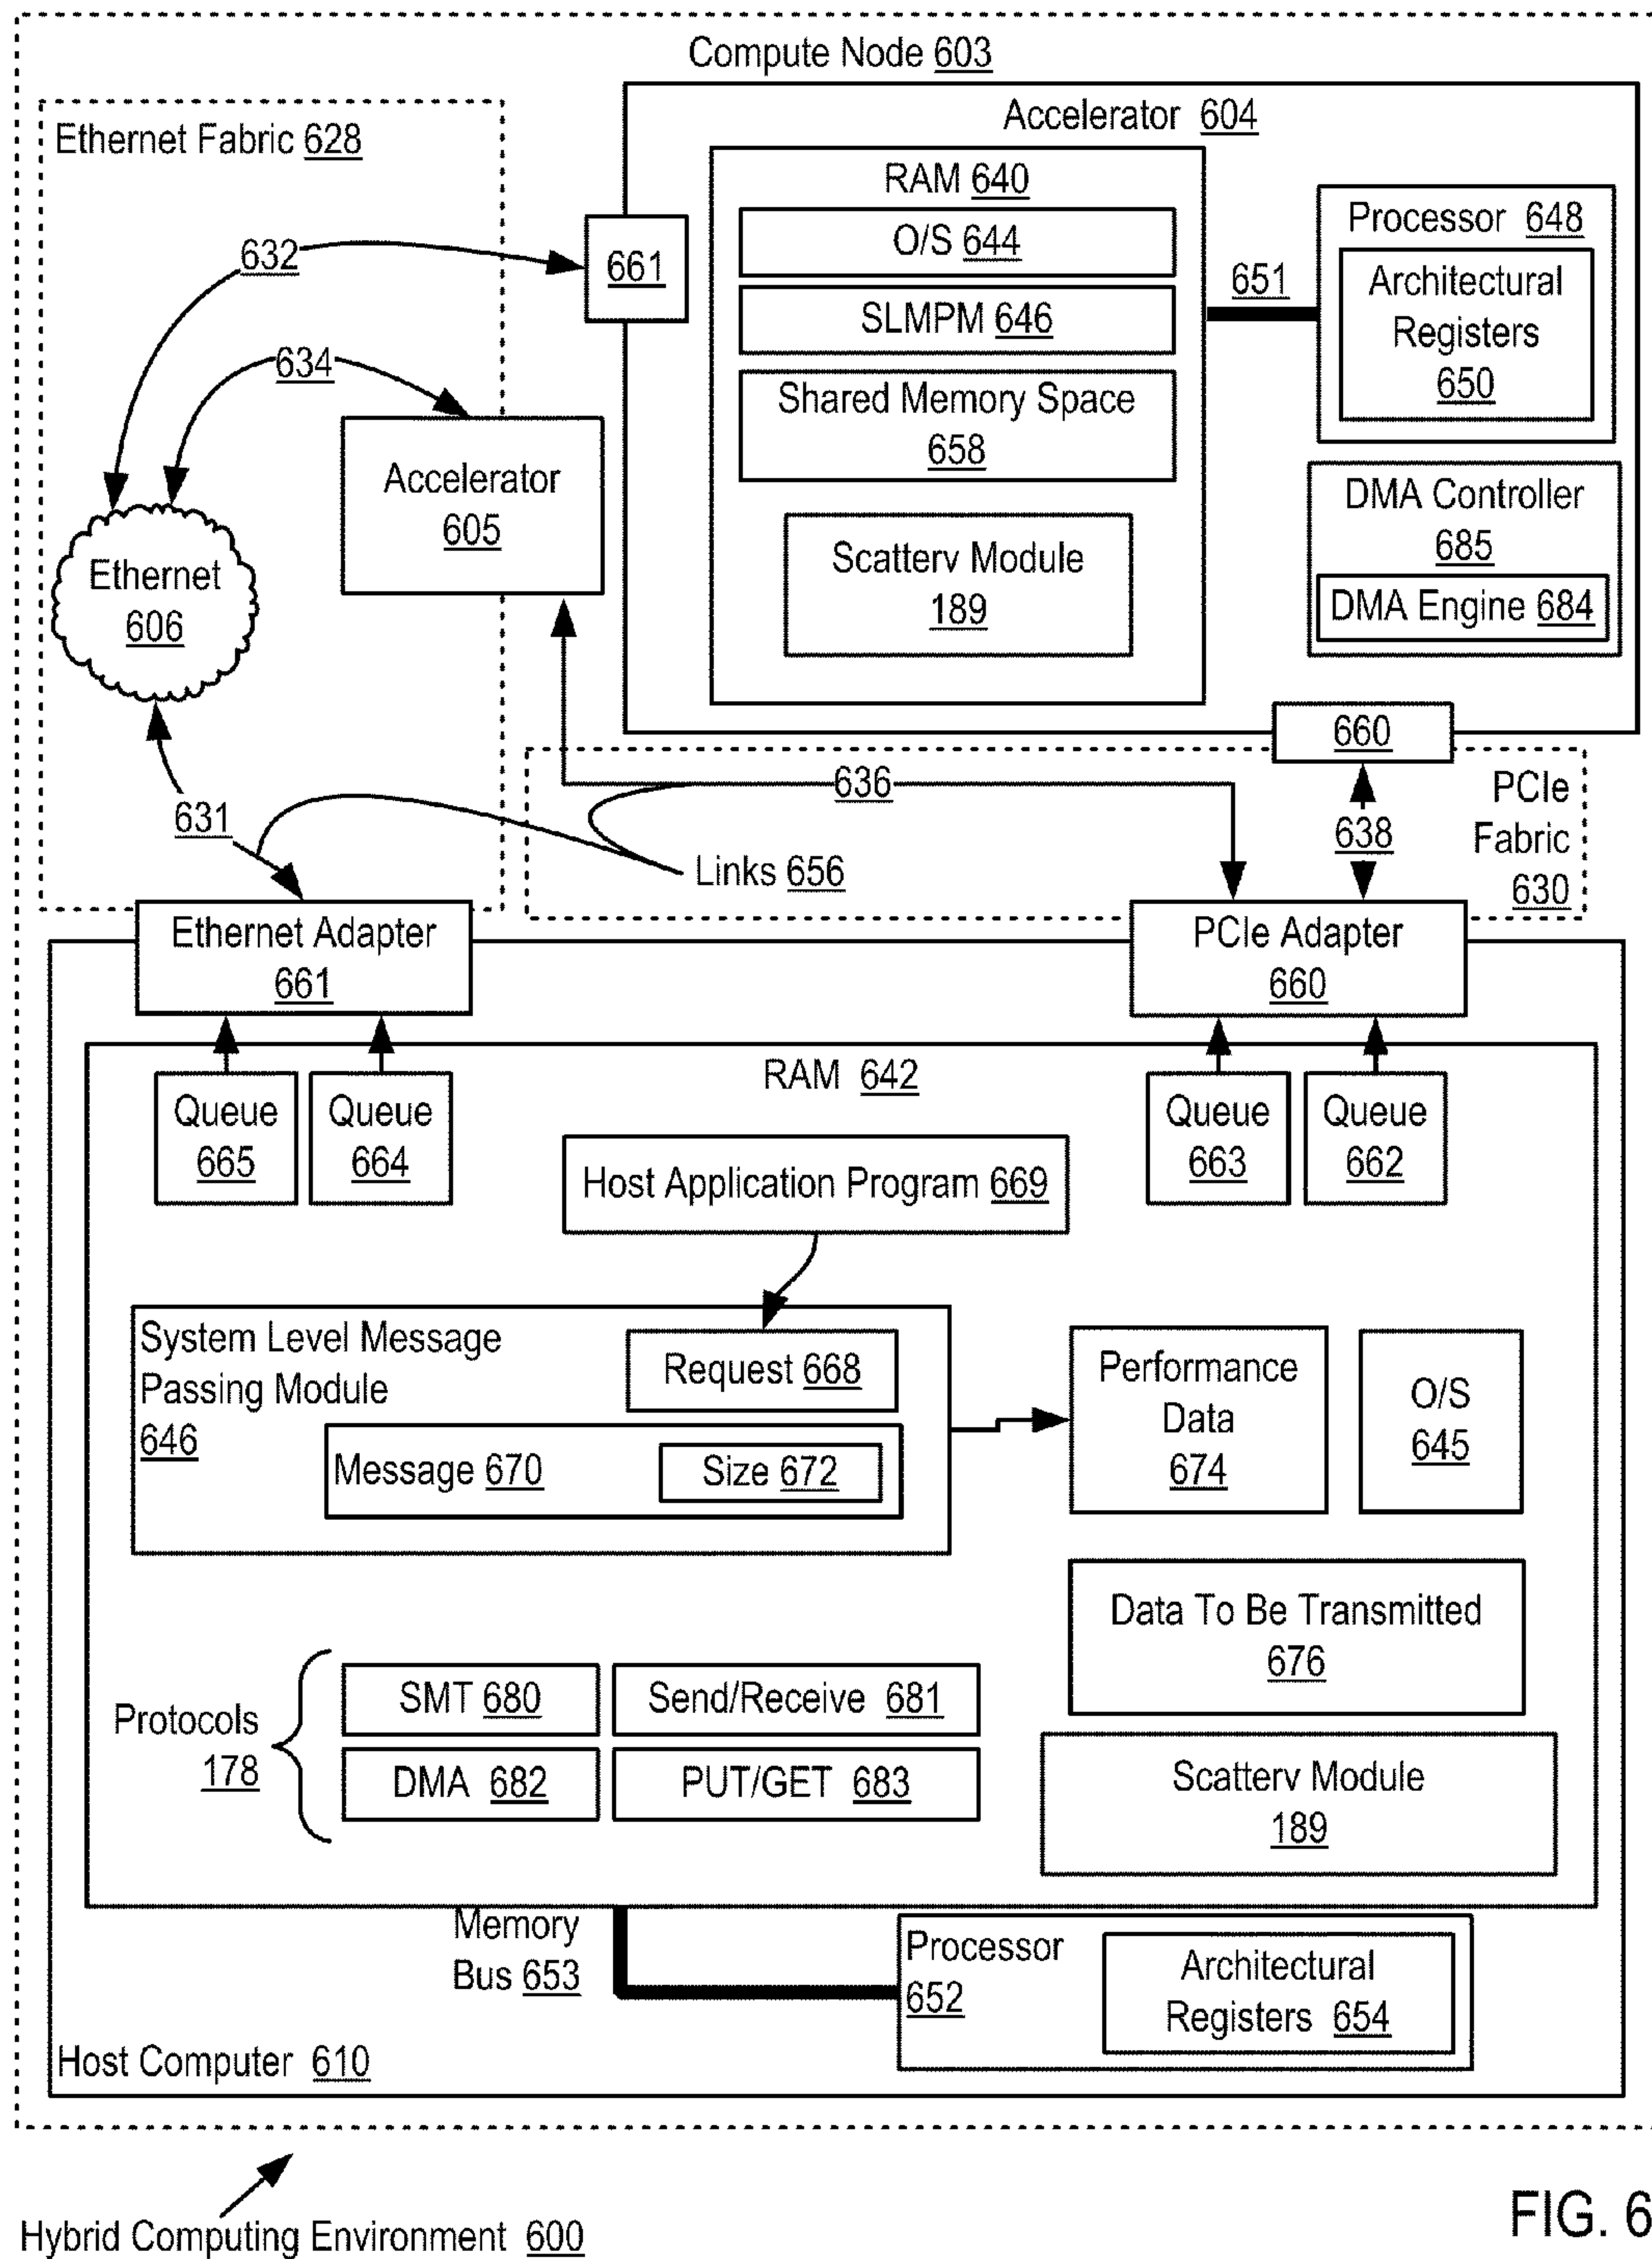 Compute Node 603
Ethernet Fabric 628
Accelerator 604
RAM 640
O/S 644
SLMPM 646
Shared Memory Space
658
Scatterv Module
189
651
Processor 648
Architectural
Registers
650
DMA Controller
685
DMA Engine 684
632
661
634
Accelerator
605
Ethernet
606
660
636
638
PCIe
Fabric
630
631
Links 656
Ethernet Adapter
661
PCIe Adapter
660
RAM 642
Queue
665
Queue
664
Queue
663
Queue
662
Host Application Program 669
System Level Message
Passing Module
646
Request 668
Message 670
Size 672
Performance
Data
674
O/S
645
Data To Be Transmitted
676
Protocols
178
SMT 680
Send/Receive 681
DMA 682
PUT/GET 683
Scatterv Module
189
Memory
Bus 653
Processor
652
Architectural
Registers 654
Host Computer 610
Hybrid Computing Environment 600
FIG. 6